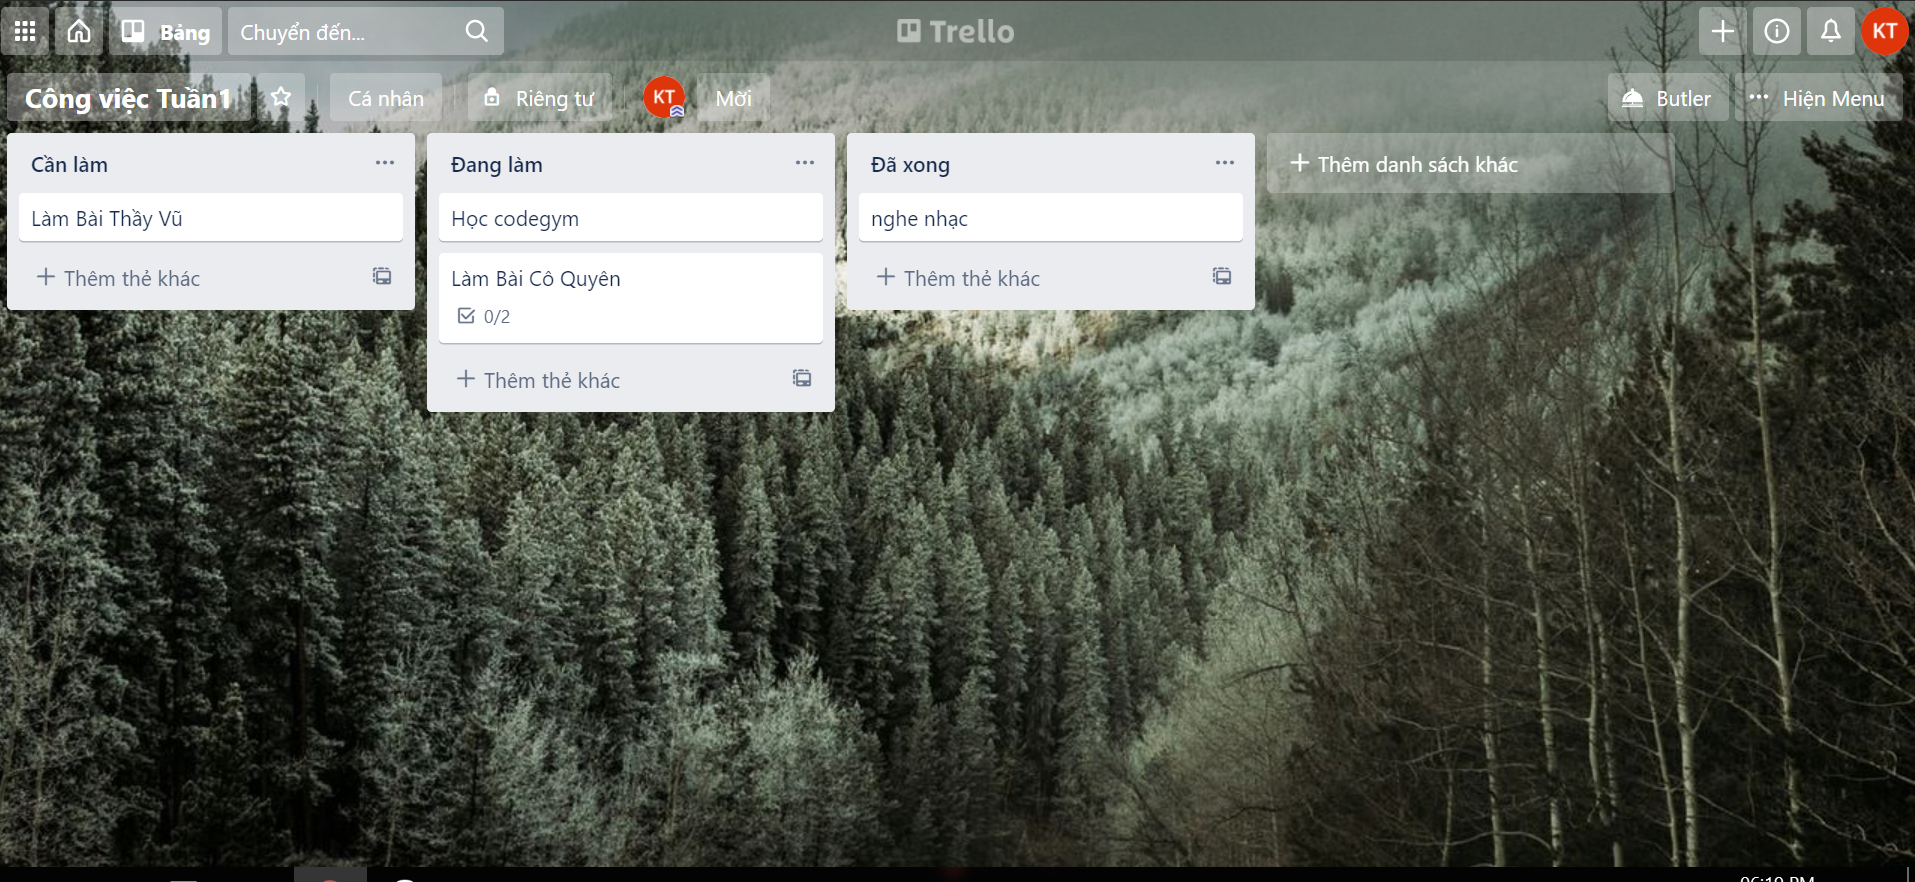 Bảng
Chuyển đến...
Trello
KT
Công việc Tuần1
Cá nhân
Riêng tư
KT
Mời
Butler
Hiện Menu
Cần làm
Làm Bài Thầy Vũ
Thêm thẻ khác
Đang làm
Học codegym
Làm Bài Cô Quyên
0/2
Thêm thẻ khác
Đã xong
nghe nhạc
Thêm thẻ khác
Thêm danh sách khác